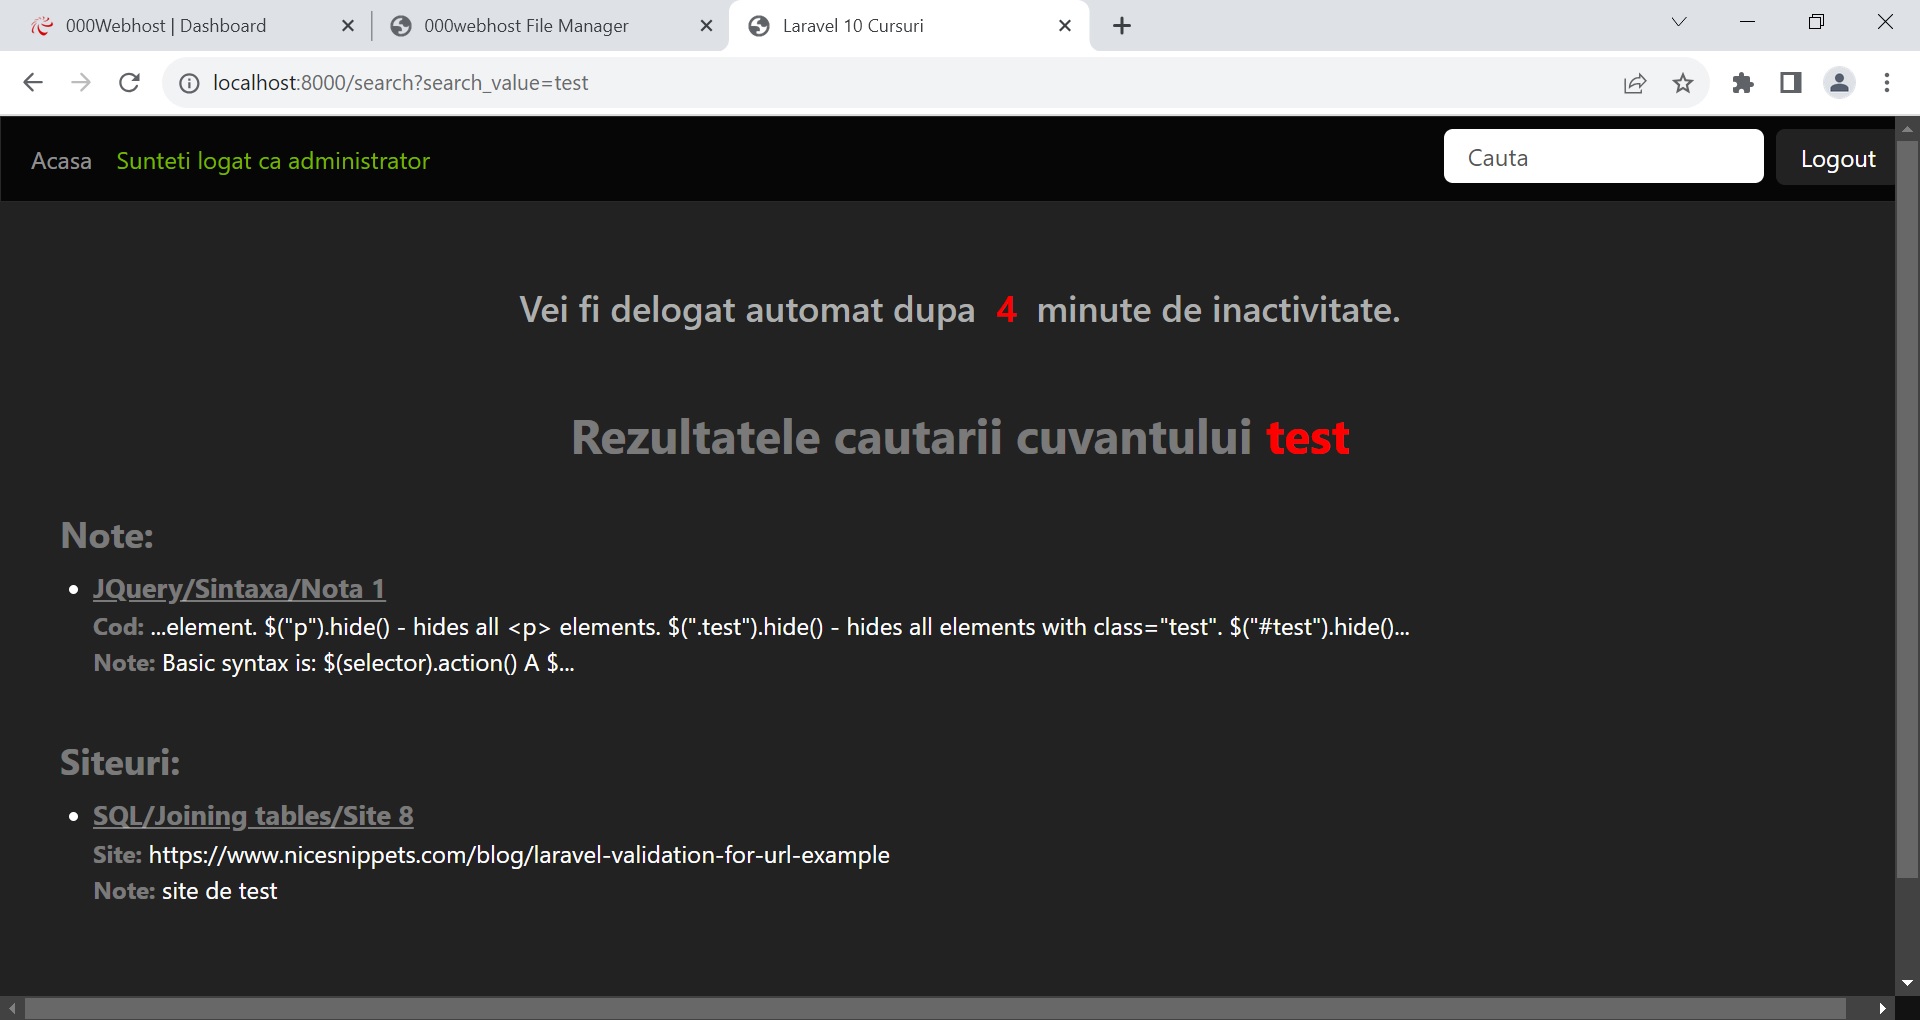 000Webhost | Dashboard
000webhost File Manager
Laravel 10 Cursuri
localhost:8000/search?search_value=test
Acasa
Sunteti logat ca administrator
Cauta
Logout
Vei fi delogat automat dupa 4 minute de inactivitate.
Rezultatele cautarii cuvantului test
Note:
JQuery/Sintaxa/Nota 1
Cod: ...element. $("p").hide() - hides all <p> elements. $(".test").hide() - hides all elements with class="test". $("#test").hide()...
Note: Basic syntax is: $(selector).action() A $...
Siteuri:
SQL/Joining tables/Site 8
Site: https://www.nicesnippets.com/blog/laravel-validation-for-url-example
Note: site de test